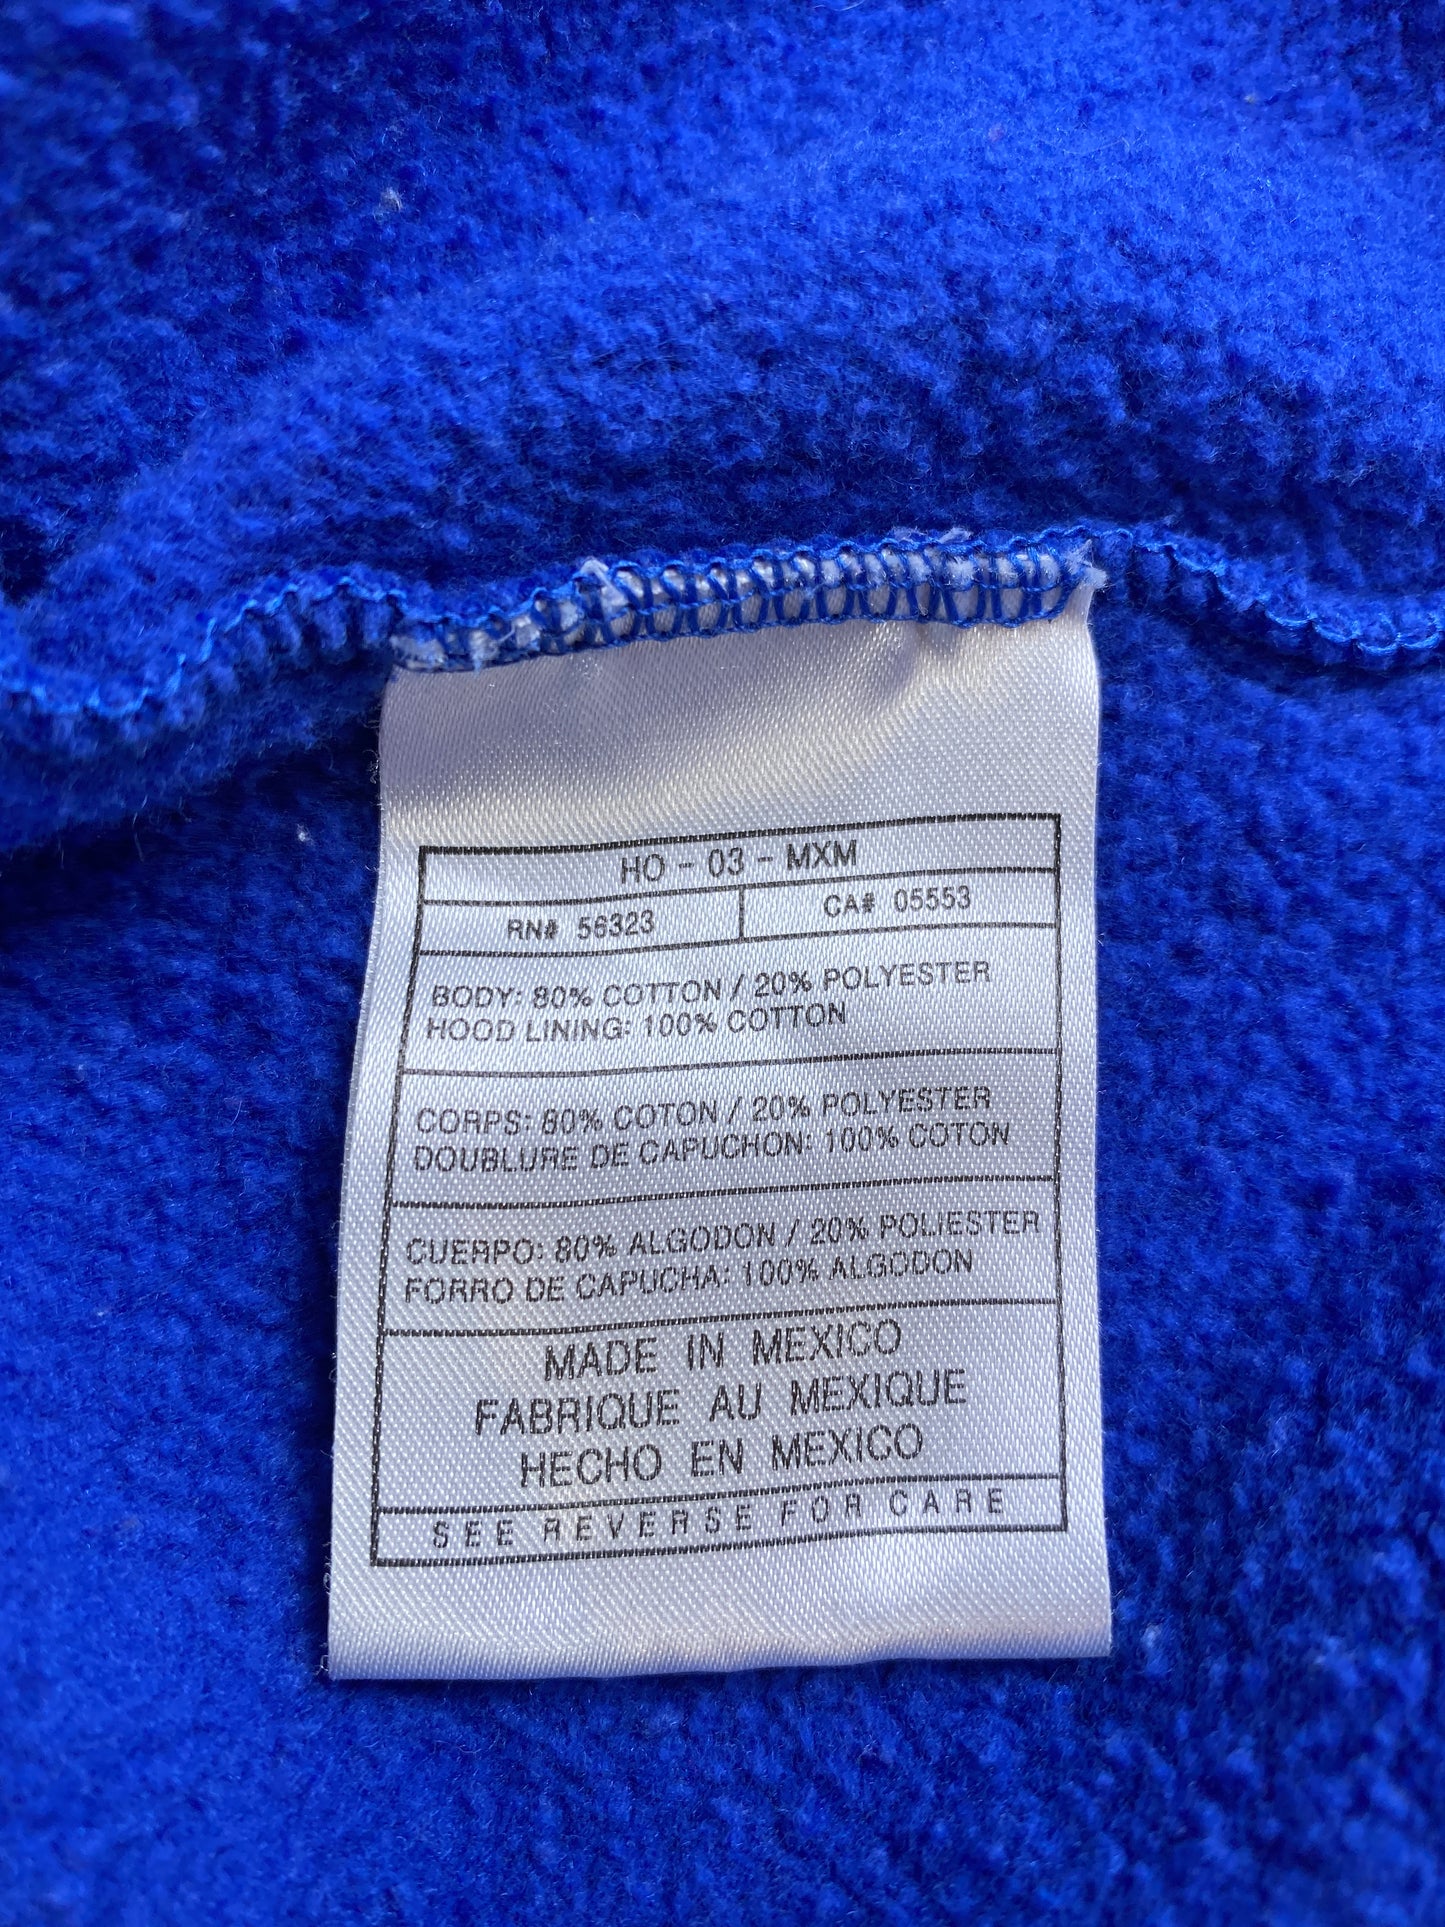 HO - 03 - MXM
RN# 56323 CA# 05553
BODY: 80% COTTON / 20% POLYESTER
HOOD LINING: 100% COTTON
CORPS: 80% COTON / 20% POLYESTER
DOUBLURE DE CAPUCHON: 100% COTON
CUERPO: 80% ALGODON / 20% POLIESTER
FORRO DE CAPUCHA: 100% ALGODON
MADE IN MEXICO
FABRIQUE AU MEXIQUE
HECHO EN MEXICO
SEE REVERSE FOR CARE